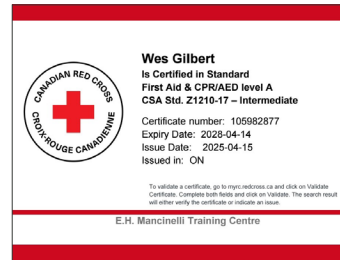 CANADIAN RED CROSS
CROIX-ROUGE CANADIENNE
Wes Gilbert
Is Certified in Standard
First Aid & CPR/AED level A
CSA Std. Z1210-17 – Intermediate
Certificate number: 105982877
Expiry Date: 2028-04-14
Issue Date: 2025-04-15
Issued in: ON
To validate a certificate, go to myrc.redcross.ca and click on Validate
Certificate. Complete both fields and click on Validate. The search result
will either verify the certificate or indicate an issue.
E.H. Mancinelli Training Centre